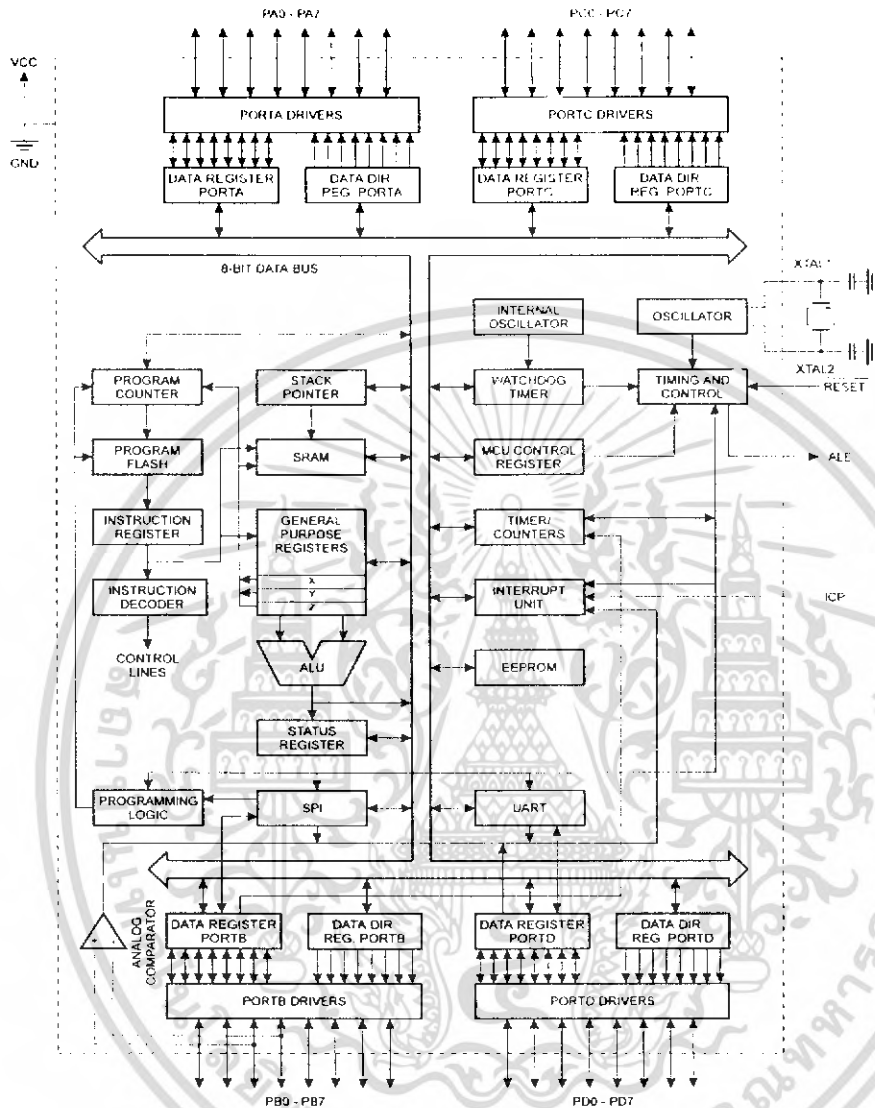 PA0 - PA7
PC0 - PC7
VCC
GND
PORTA DRIVERS
PORTC DRIVERS
DATA REGISTER
PORTA
DATA DIR
REG. PORTA
DATA REGISTER
PORTC
DATA DIR
REG. PORTC
8-BIT DATA BUS
XTAL1
INTERNAL
OSCILLATOR
OSCILLATOR
XTAL2
PROGRAM
COUNTER
STACK
POINTER
WATCHDOG
TIMER
TIMING AND
CONTROL
RESET
PROGRAM
FLASH
SRAM
MCU CONTROL
REGISTER
ALE
INSTRUCTION
REGISTER
GENERAL
PURPOSE
REGISTERS
X
Y
Z
TIMER/
COUNTERS
INSTRUCTION
DECODER
INTERRUPT
UNIT
ICP
CONTROL
LINES
ALU
EEPROM
STATUS
REGISTER
PROGRAMMING
LOGIC
SPI
UART
ANALOG
COMPARATOR
+
-
DATA REGISTER
PORTB
DATA DIR
REG. PORTB
DATA REGISTER
PORTD
DATA DIR
REG. PORTD
PORTB DRIVERS
PORTD DRIVERS
PB0 - PB7
PD0 - PD7